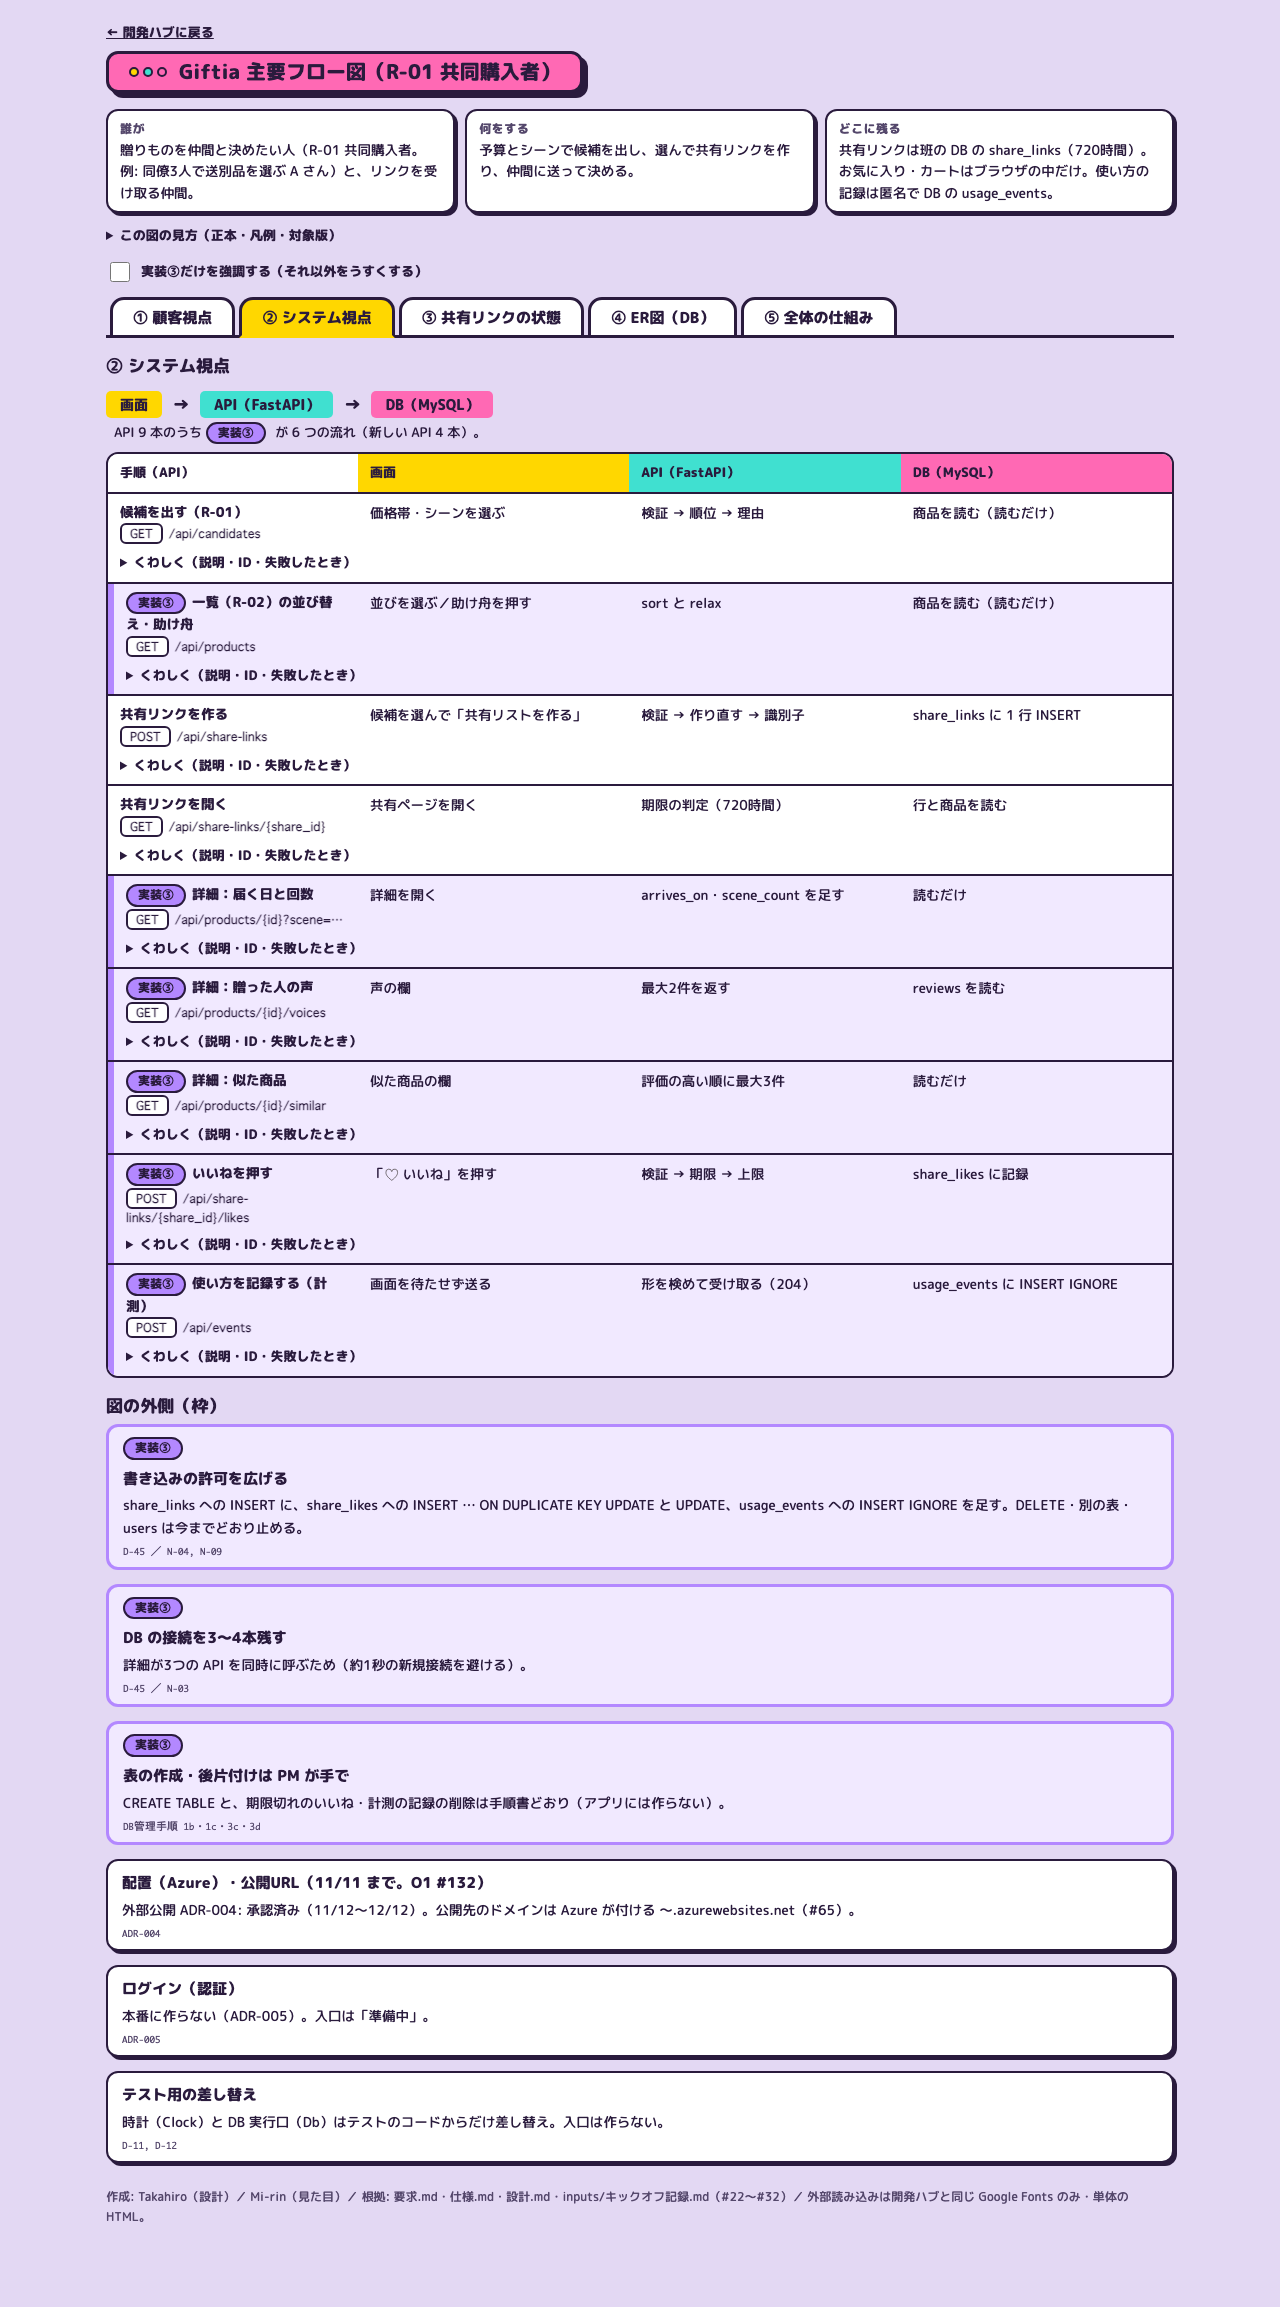 ← 開発ハブに戻る
Giftia 主要フロー図（R-01 共同購入者）
誰が
贈りものを仲間と決めたい人（R-01 共同購入者。
例: 同僚3人で送別品を選ぶ A さん）と、リンクを受
け取る仲間。
何をする
予算とシーンで候補を出し、選んで共有リンクを作
り、仲間に送って決める。
どこに残る
共有リンクは班の DB の share_links（720時間）。
お気に入り・カートはブラウザの中だけ。使い方の
記録は匿名で DB の usage_events。
▶ この図の見方（正本・凡例・対象版）
実装③だけを強調する（それ以外をうすくする）
① 顧客視点
② システム視点
③ 共有リンクの状態
④ ER図（DB）
⑤ 全体の仕組み
② システム視点
画面 → API（FastAPI） → DB（MySQL）
API 9 本のうち 実装③ が 6 つの流れ（新しい API 4 本）。
手順（API） 画面 API（FastAPI） DB（MySQL）
候補を出す（R-01） 価格帯・シーンを選ぶ 検証 → 順位 → 理由 商品を読む（読むだけ）
GET /api/candidates
▶ くわしく（説明・ID・失敗したとき）
実装③ 一覧（R-02）の並び替 並びを選ぶ／助け舟を押す sort と relax 商品を読む（読むだけ）
え・助け舟
GET /api/products
▶ くわしく（説明・ID・失敗したとき）
共有リンクを作る 候補を選んで「共有リストを作る」 検証 → 作り直す → 識別子 share_links に 1 行 INSERT
POST /api/share-links
▶ くわしく（説明・ID・失敗したとき）
共有リンクを開く 共有ページを開く 期限の判定（720時間） 行と商品を読む
GET /api/share-links/{share_id}
▶ くわしく（説明・ID・失敗したとき）
実装③ 詳細：届く日と回数 詳細を開く arrives_on・scene_count を足す 読むだけ
GET /api/products/{id}?scene=…
▶ くわしく（説明・ID・失敗したとき）
実装③ 詳細：贈った人の声 声の欄 最大2件を返す reviews を読む
GET /api/products/{id}/voices
▶ くわしく（説明・ID・失敗したとき）
実装③ 詳細：似た商品 似た商品の欄 評価の高い順に最大3件 読むだけ
GET /api/products/{id}/similar
▶ くわしく（説明・ID・失敗したとき）
実装③ いいねを押す 「♡ いいね」を押す 検証 → 期限 → 上限 share_likes に記録
POST /api/share-
links/{share_id}/likes
▶ くわしく（説明・ID・失敗したとき）
実装③ 使い方を記録する（計 画面を待たせず送る 形を検めて受け取る（204） usage_events に INSERT IGNORE
測）
POST /api/events
▶ くわしく（説明・ID・失敗したとき）
図の外側（枠）
実装③
書き込みの許可を広げる
share_links への INSERT に、share_likes への INSERT … ON DUPLICATE KEY UPDATE と UPDATE、usage_events への INSERT IGNORE を足す。DELETE・別の表・
users は今までどおり止める。
D-45 ／ N-04, N-09
実装③
DB の接続を3〜4本残す
詳細が3つの API を同時に呼ぶため（約1秒の新規接続を避ける）。
D-45 ／ N-03
実装③
表の作成・後片付けは PM が手で
CREATE TABLE と、期限切れのいいね・計測の記録の削除は手順書どおり（アプリには作らない）。
DB管理手順 1b・1c・3c・3d
配置（Azure）・公開URL（11/11 まで。O1 #132）
外部公開 ADR-004: 承認済み（11/12〜12/12）。公開先のドメインは Azure が付ける 〜.azurewebsites.net（#65）。
ADR-004
ログイン（認証）
本番に作らない（ADR-005）。入口は「準備中」。
ADR-005
テスト用の差し替え
時計（Clock）と DB 実行口（Db）はテストのコードからだけ差し替え。入口は作らない。
D-11, D-12
作成: Takahiro（設計）／ Mi-rin（見た目）／ 根拠: 要求.md・仕様.md・設計.md・inputs/キックオフ記録.md（#22〜#32）／ 外部読み込みは開発ハブと同じ Google Fonts のみ・単体の
HTML。